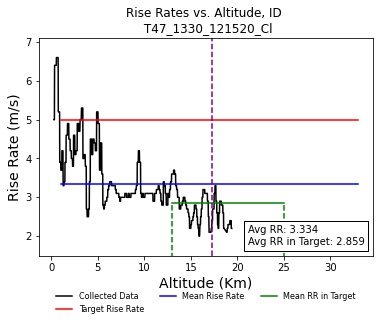 Rise Rates vs. Altitude, ID
T47_1330_121520_Cl
7
6
5
4
3
2
Rise Rate (m/s)
Avg RR: 3.334
Avg RR in Target: 2.859
0 5 10 15 20 25 30
Altitude (Km)
Collected Data Mean Rise Rate Mean RR in Target
Target Rise Rate